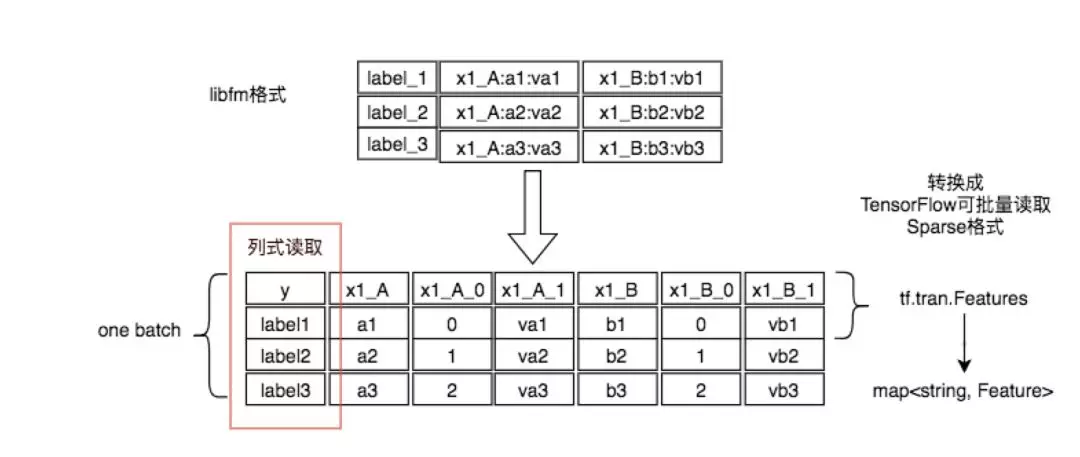 label_1 x1_A:a1:va1 x1_B:b1:vb1
libfm格式
label_2 x1_A:a2:va2 x1_B:b2:vb2
label_3 x1_A:a3:va3 x1_B:b3:vb3
转换成
TensorFlow可批量读取
Sparse格式
列式读取
y x1_A x1_A_0 x1_A_1 x1_B x1_B_0 x1_B_1
label1 a1 0 va1 b1 0 vb1
label2 a2 1 va2 b2 1 vb2
label3 a3 2 va3 b3 2 vb3
one batch
tf.tran.Features
map<string, Feature>